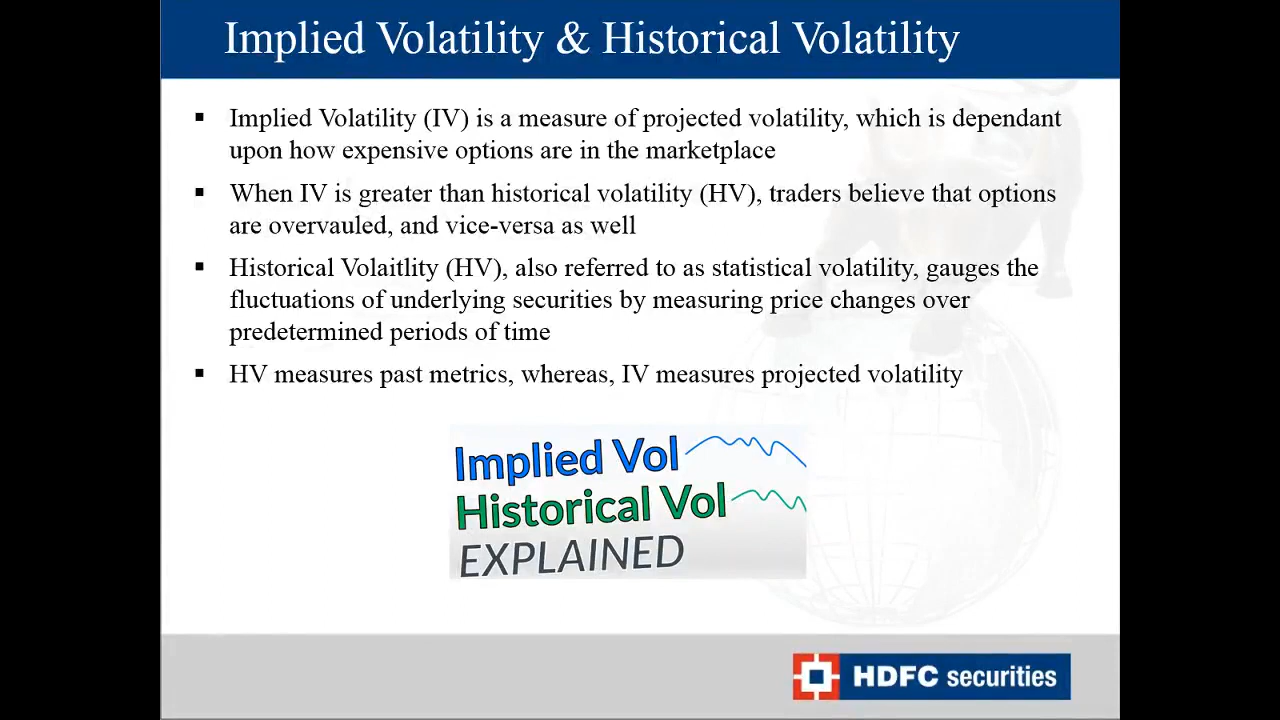 Implied Volatility & Historical Volatility
▪ Implied Volatility (IV) is a measure of projected volatility, which is dependant
upon how expensive options are in the marketplace
▪ When IV is greater than historical volatility (HV), traders believe that options
are overvauled, and vice-versa as well
▪ Historical Volaitlity (HV), also referred to as statistical volatility, gauges the
fluctuations of underlying securities by measuring price changes over
predetermined periods of time
▪ HV measures past metrics, whereas, IV measures projected volatility
Implied Vol
Historical Vol
EXPLAINED
HDFC securities